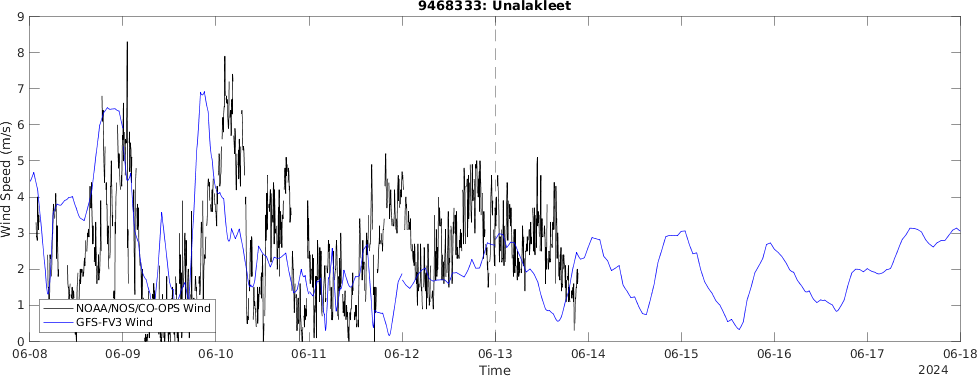 9468333: Unalakleet
9
8
7
6
5
4
3
2
1
0
Wind Speed (m/s)
NOAA/NOS/CO-OPS Wind
GFS-FV3 Wind
06-08 06-09 06-10 06-11 06-12 06-13 06-14 06-15 06-16 06-17 06-18
Time
2024